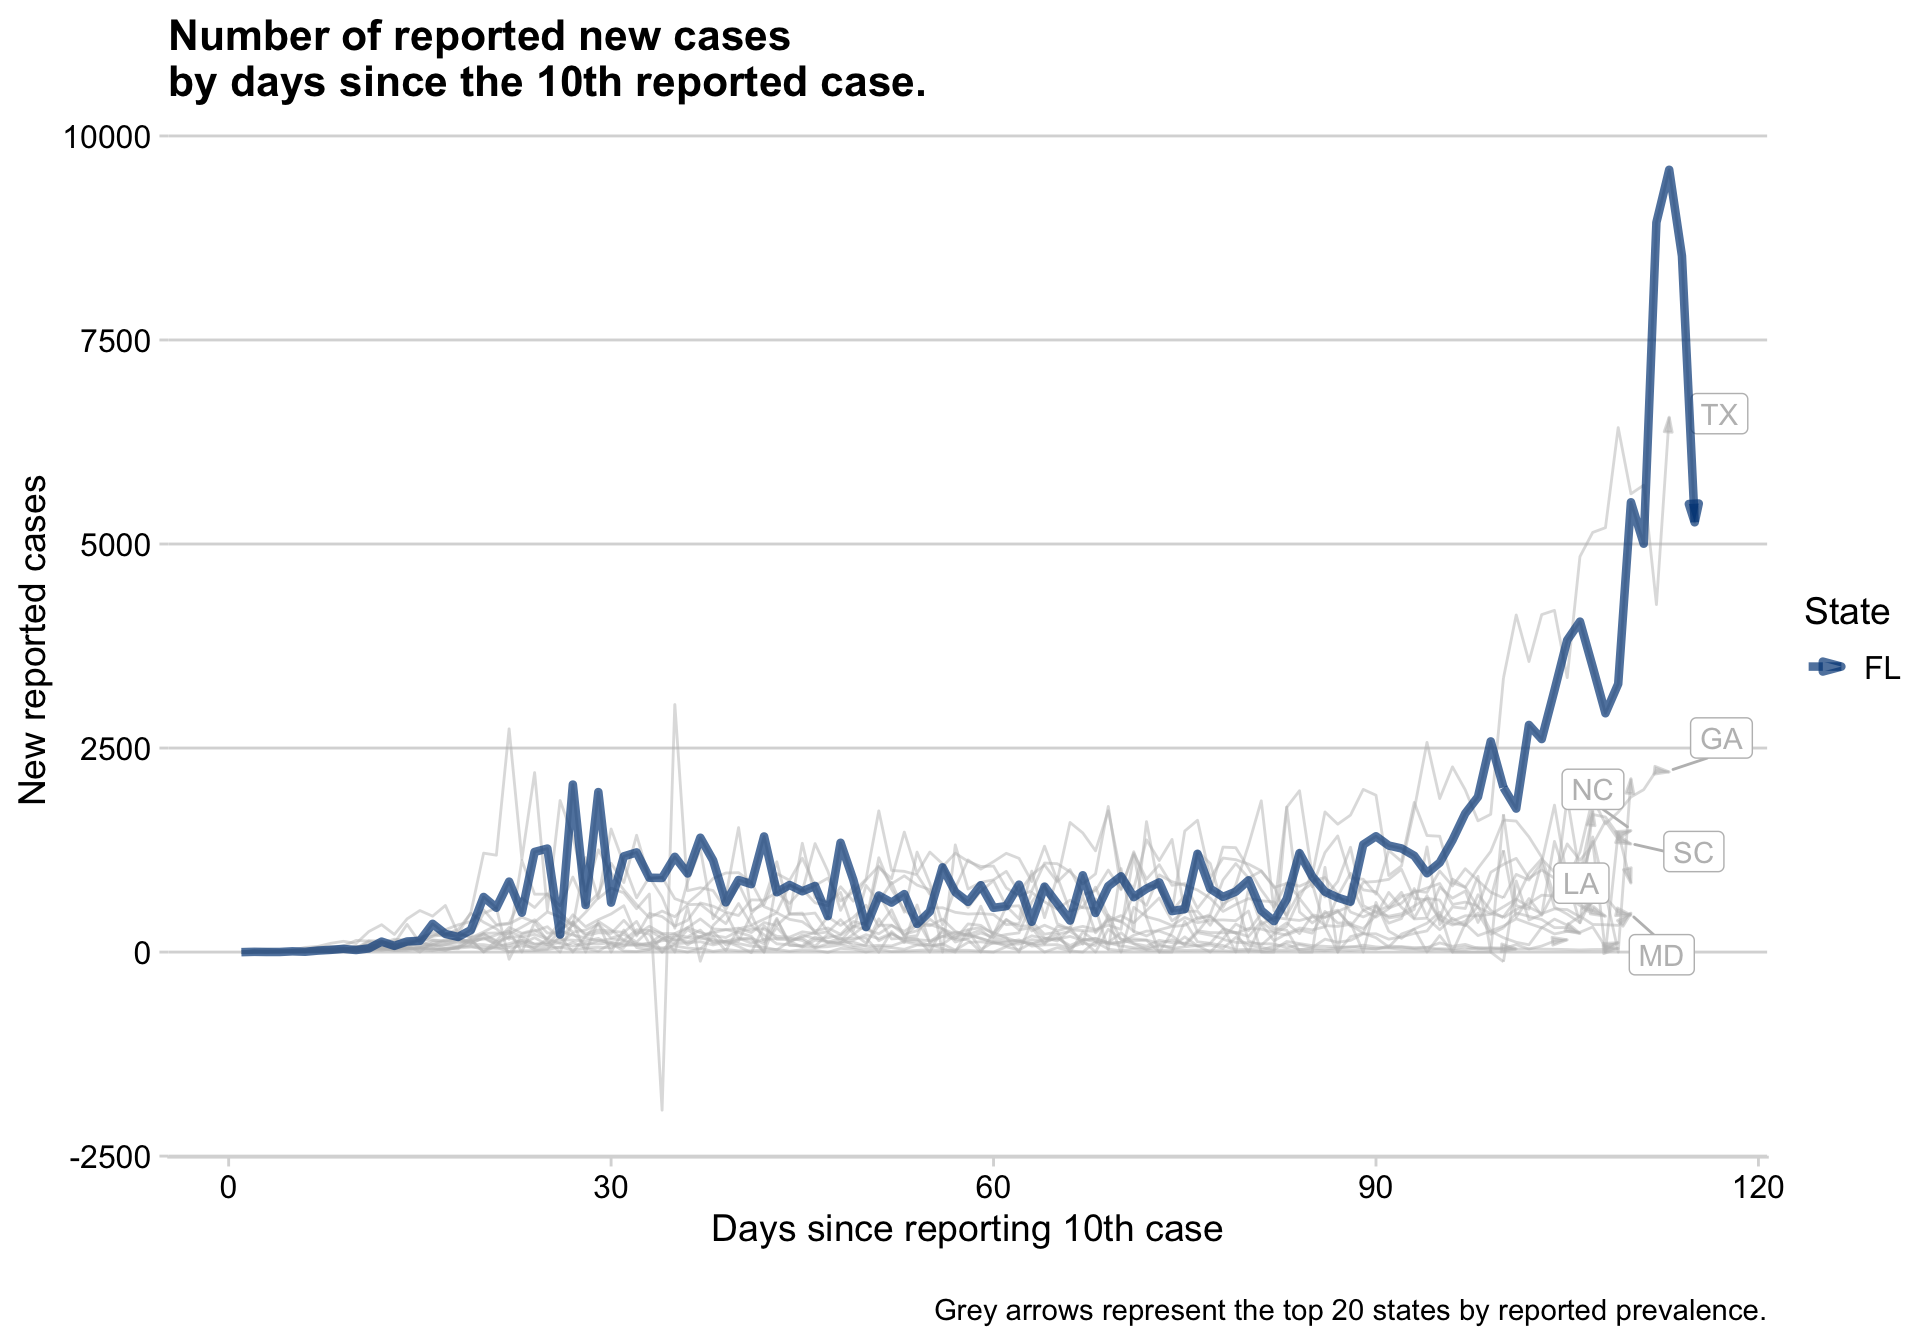 Number of reported new cases
by days since the 10th reported case.
10000
7500
5000
2500
0
-2500
New reported cases
0
30
60
90
120
Days since reporting 10th case
TX
GA
NC
SC
LA
MD
State
FL
Grey arrows represent the top 20 states by reported prevalence.